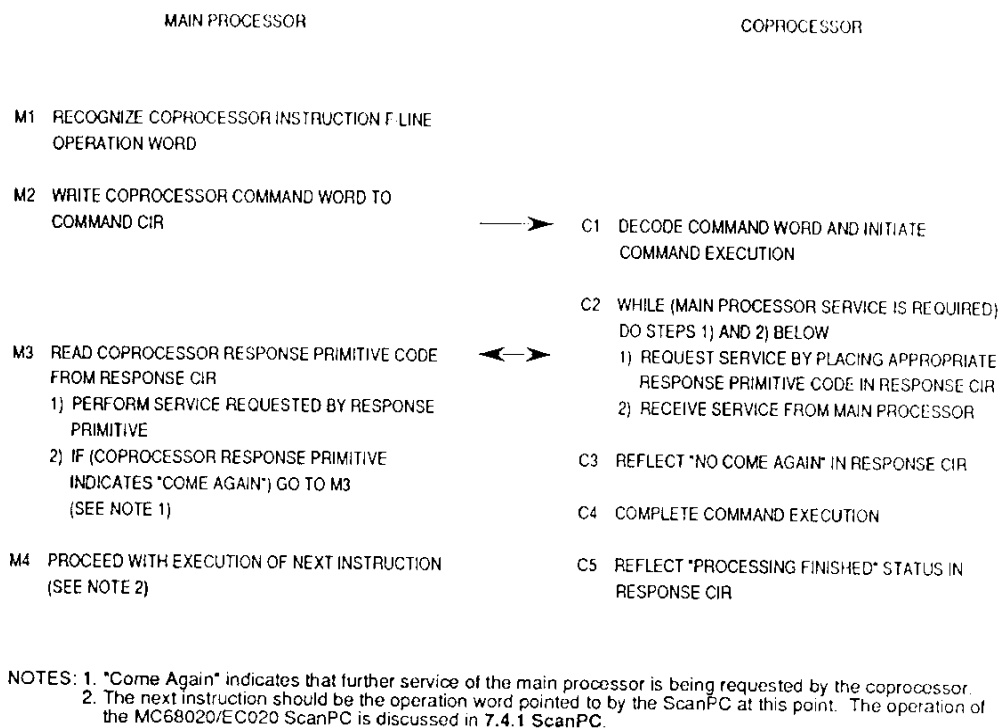 MAIN PROCESSOR
COPROCESSOR
M1 RECOGNIZE COPROCESSOR INSTRUCTION F-LINE
OPERATION WORD
M2 WRITE COPROCESSOR COMMAND WORD TO
COMMAND CIR
C1 DECODE COMMAND WORD AND INITIATE
COMMAND EXECUTION
C2 WHILE (MAIN PROCESSOR SERVICE IS REQUIRED)
DO STEPS 1) AND 2) BELOW
1) REQUEST SERVICE BY PLACING APPROPRIATE
RESPONSE PRIMITIVE CODE IN RESPONSE CIR
2) RECEIVE SERVICE FROM MAIN PROCESSOR
M3 READ COPROCESSOR RESPONSE PRIMITIVE CODE
FROM RESPONSE CIR
1) PERFORM SERVICE REQUESTED BY RESPONSE
PRIMITIVE
2) IF (COPROCESSOR RESPONSE PRIMITIVE
INDICATES "COME AGAIN") GO TO M3
(SEE NOTE 1)
C3 REFLECT "NO COME AGAIN" IN RESPONSE CIR
C4 COMPLETE COMMAND EXECUTION
M4 PROCEED WITH EXECUTION OF NEXT INSTRUCTION
(SEE NOTE 2)
C5 REFLECT "PROCESSING FINISHED" STATUS IN
RESPONSE CIR
NOTES: 1. "Come Again" indicates that further service of the main processor is being requested by the coprocessor.
2. The next instruction should be the operation word pointed to by the ScanPC at this point. The operation of
the MC68020/EC020 ScanPC is discussed in 7.4.1 ScanPC.